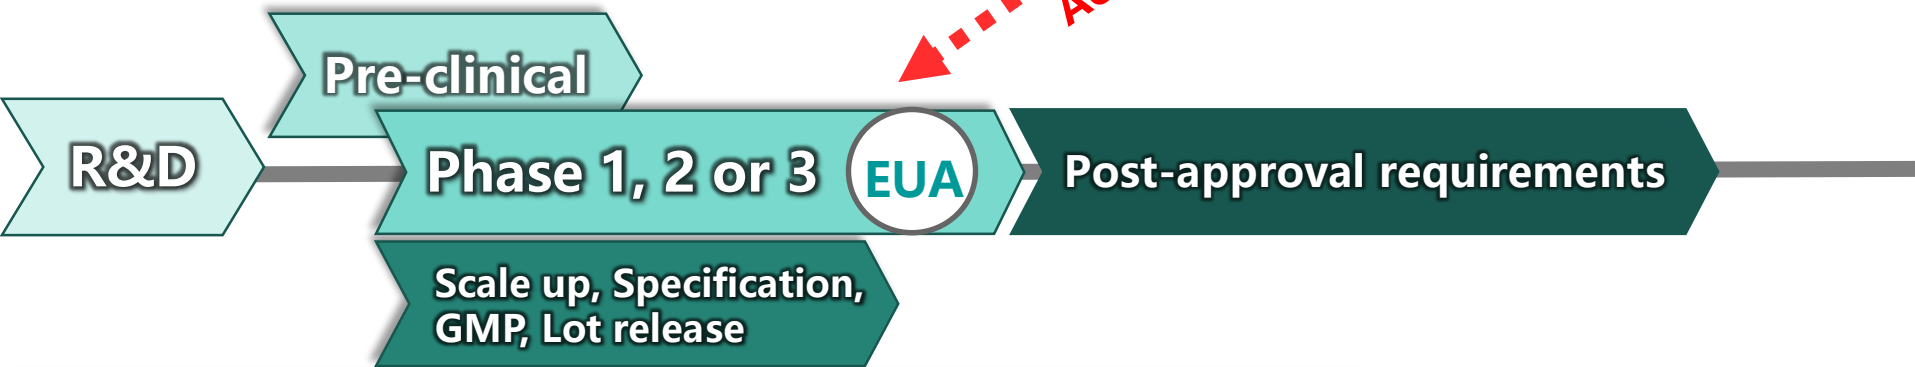 Pre-clinical
R&D
Phase 1, 2 or 3
EUA
Post-approval requirements
Scale up, Specification,
GMP, Lot release